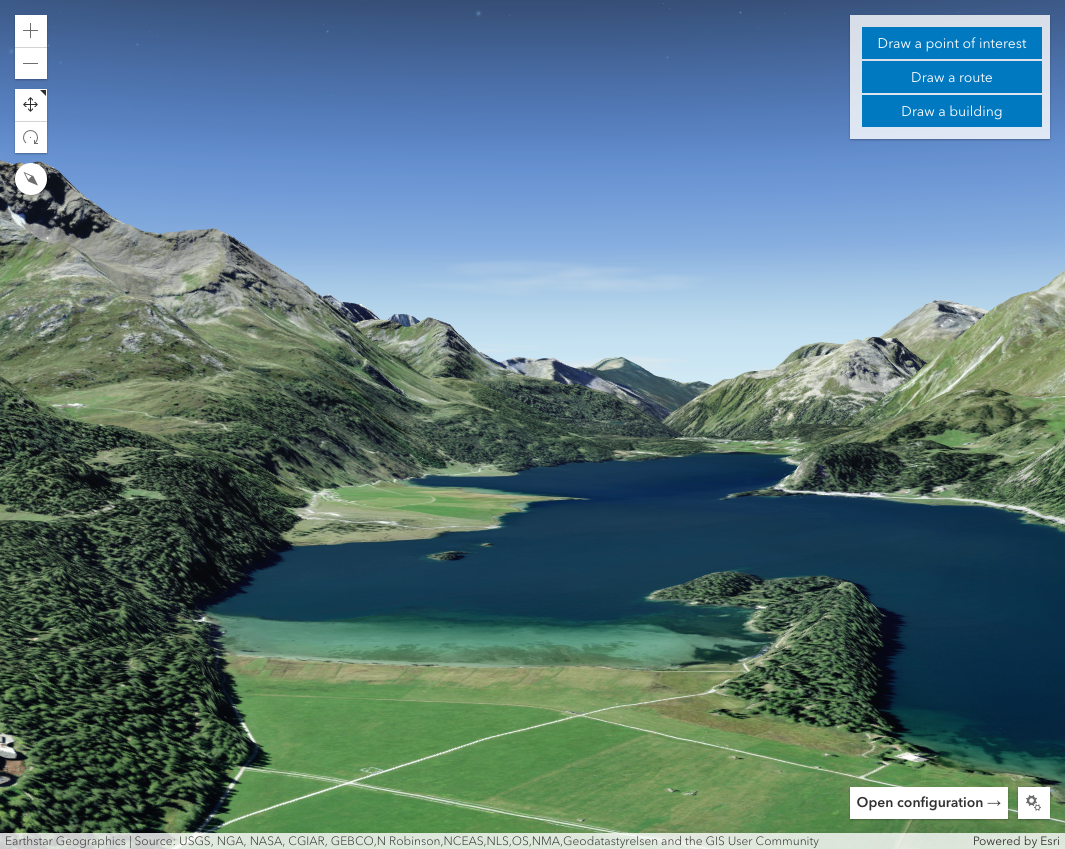 Draw a point of interest
Draw a route
Draw a building
Open configuration →
Earthstar Geographics | Source: USGS, NGA, NASA, CGIAR, GEBCO,N Robinson,NCEAS,NLS,OS,NMA,Geodatastyrelsen and the GIS User Community
Powered by Esri